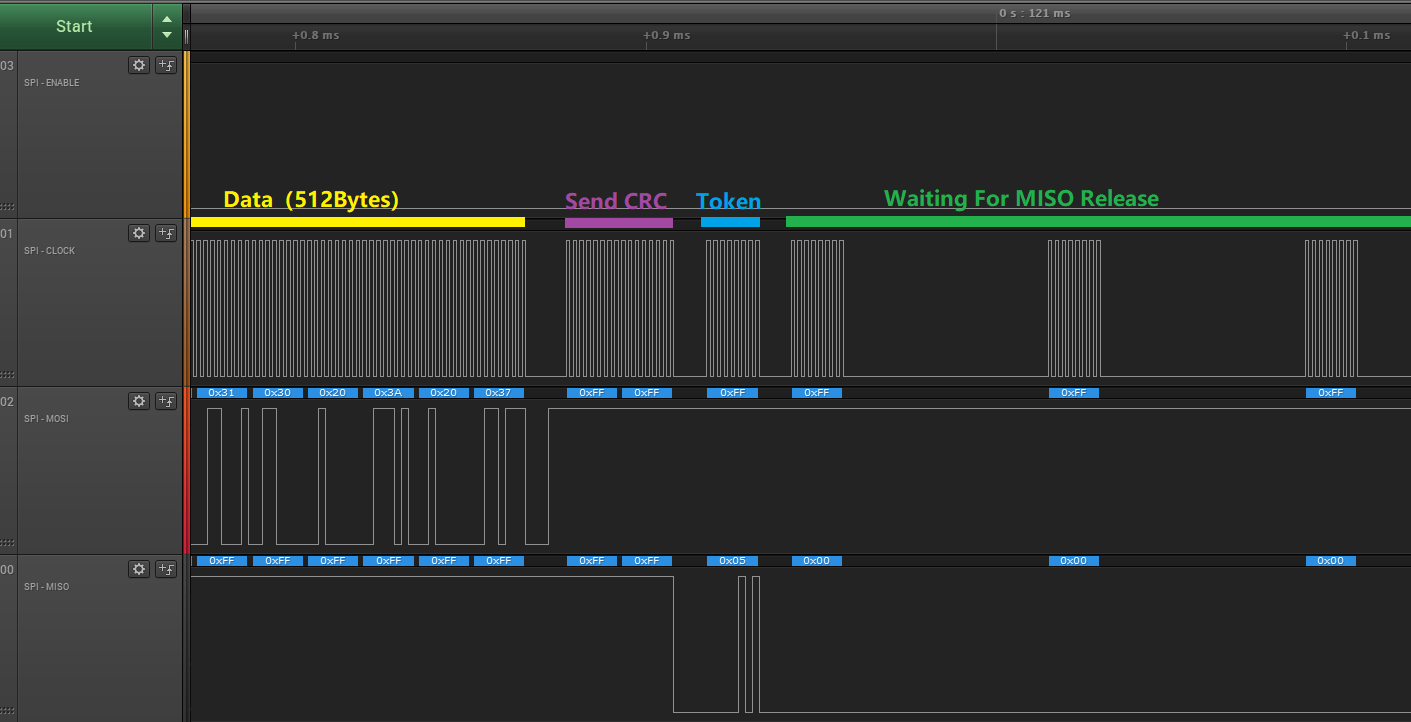 Start
0 s : 121 ms
+0.8 ms
+0.9 ms
+0.1 ms
03
SPI - ENABLE
Data（512Bytes）
Send CRC
Token
Waiting For MISO Release
01
SPI - CLOCK
02
SPI - MOSI
0x31 0x30 0x20 0x3A 0x20 0x37 0xFF 0xFF 0xFF 0xFF 0xFF 0xFF
00
SPI - MISO
0xFF 0xFF 0xFF 0xFF 0xFF 0xFF 0xFF 0xFF 0x05 0x00 0x00 0x00